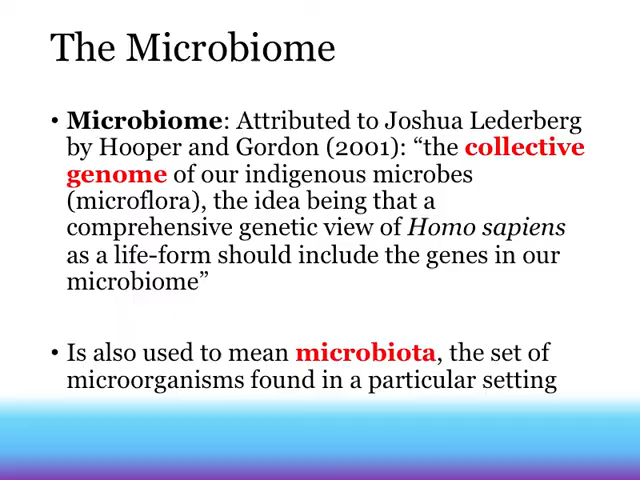 The Microbiome
• Microbiome: Attributed to Joshua Lederberg
by Hooper and Gordon (2001): “the collective
genome of our indigenous microbes
(microflora), the idea being that a
comprehensive genetic view of Homo sapiens
as a life-form should include the genes in our
microbiome”
• Is also used to mean microbiota, the set of
microorganisms found in a particular setting